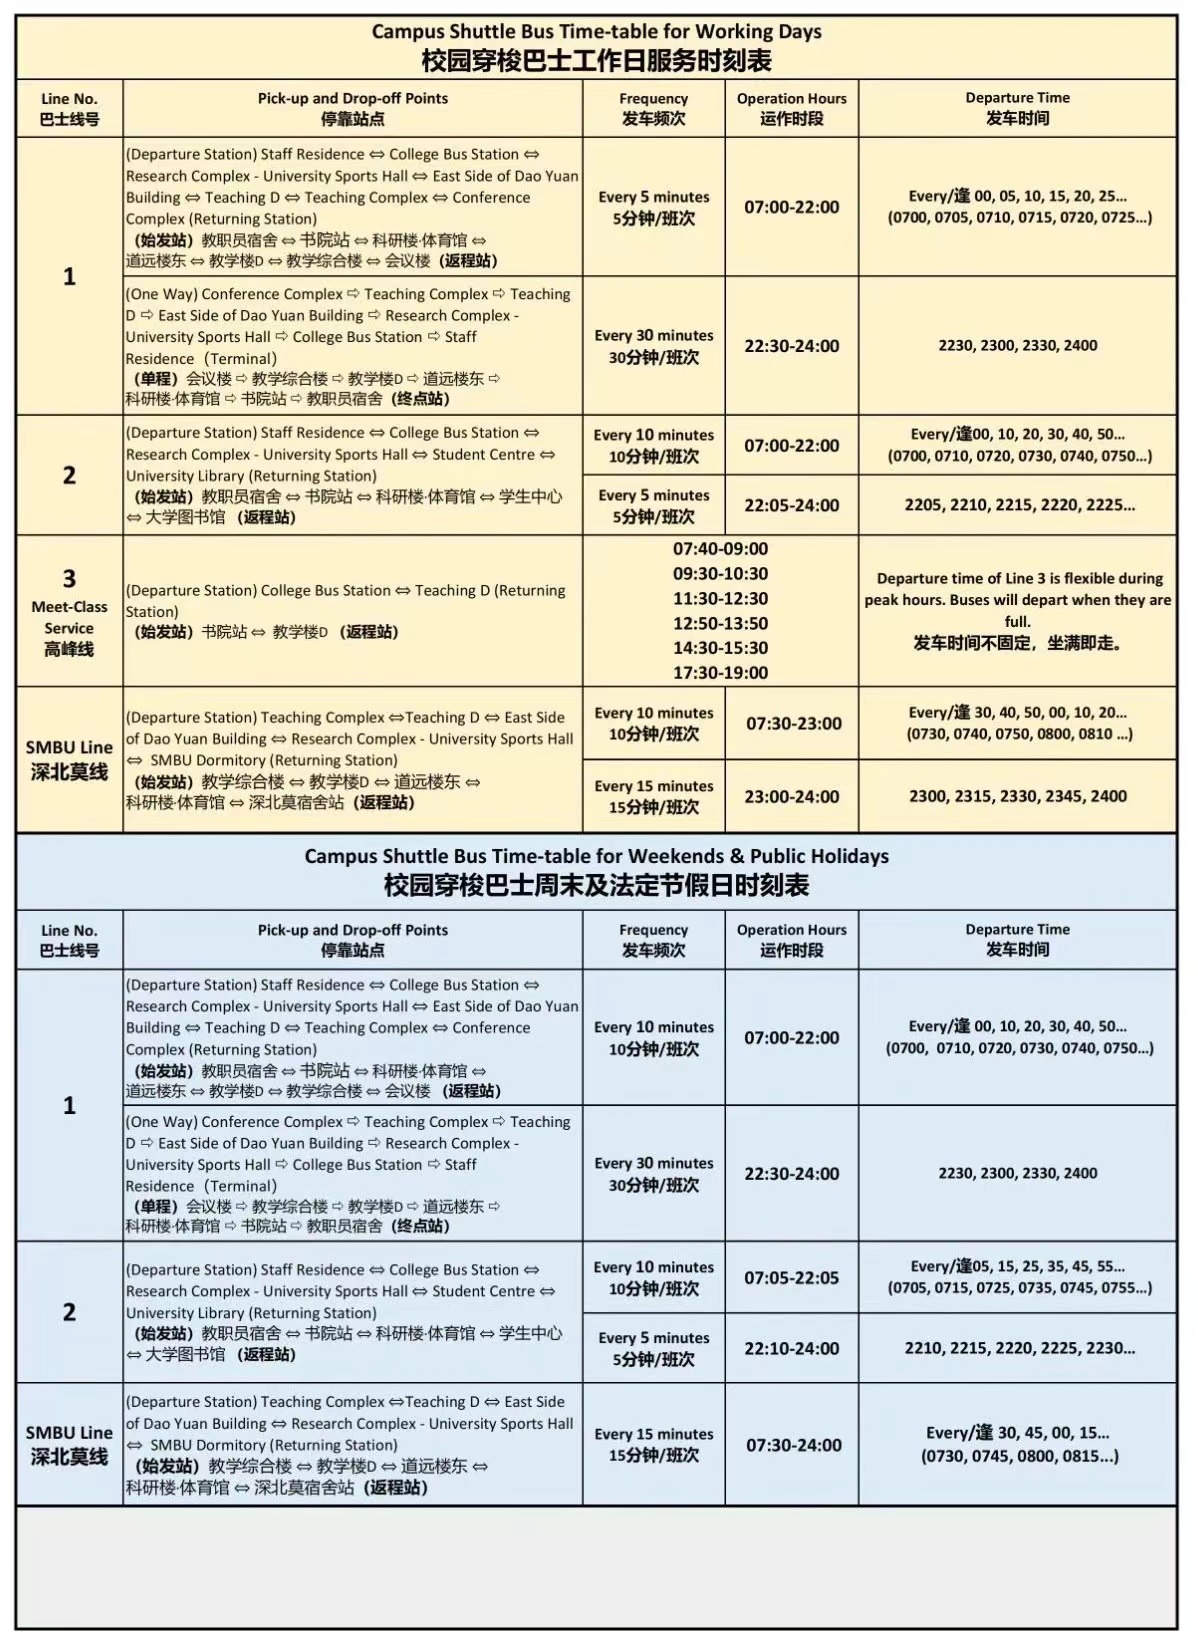 Campus Shuttle Bus Time-table for Working Days
校园穿梭巴士工作日服务时刻表
Line No.
巴士线号
Pick-up and Drop-off Points
停靠站点
Frequency
发车频次
Operation Hours
运作时段
Departure Time
发车时间
1
(Departure Station) Staff Residence ⇔ College Bus Station ⇔
Research Complex - University Sports Hall ⇔ East Side of Dao Yuan
Building ⇔ Teaching D ⇔ Teaching Complex ⇔ Conference
Complex (Returning Station)
（始发站）教职员宿舍 ⇔ 书院站 ⇔ 科研楼·体育馆 ⇔
道远楼东 ⇔ 教学楼D ⇔ 教学综合楼 ⇔ 会议楼（返程站）
Every 5 minutes
5分钟/班次
07:00-22:00
Every/逢 00, 05, 10, 15, 20, 25...
(0700, 0705, 0710, 0715, 0720, 0725...)
(One Way) Conference Complex ⇨ Teaching Complex ⇨ Teaching
D ⇨ East Side of Dao Yuan Building ⇨ Research Complex -
University Sports Hall ⇨ College Bus Station ⇨ Staff
Residence（Terminal）
（单程）会议楼 ⇨ 教学综合楼 ⇨ 教学楼D ⇨ 道远楼东 ⇨
科研楼·体育馆 ⇨ 书院站 ⇨ 教职员宿舍（终点站）
Every 30 minutes
30分钟/班次
22:30-24:00
2230, 2300, 2330, 2400
2
(Departure Station) Staff Residence ⇔ College Bus Station ⇔
Research Complex - University Sports Hall ⇔ Student Centre ⇔
University Library (Returning Station)
（始发站）教职员宿舍 ⇔ 书院站 ⇔ 科研楼·体育馆 ⇔ 学生中心
⇔ 大学图书馆（返程站）
Every 10 minutes
10分钟/班次
07:00-22:00
Every/逢00, 10, 20, 30, 40, 50...
(0700, 0710, 0720, 0730, 0740, 0750...)
Every 5 minutes
5分钟/班次
22:05-24:00
2205, 2210, 2215, 2220, 2225...
3
Meet-Class
Service
高峰线
(Departure Station) College Bus Station ⇔ Teaching D (Returning
Station)
（始发站）书院站 ⇔ 教学楼D （返程站）
07:40-09:00
09:30-10:30
11:30-12:30
12:50-13:50
14:30-15:30
17:30-19:00
Departure time of Line 3 is flexible during
peak hours. Buses will depart when they are
full.
发车时间不固定，坐满即走。
SMBU Line
深北莫线
(Departure Station) Teaching Complex ⇔Teaching D ⇔ East Side
of Dao Yuan Building ⇔ Research Complex - University Sports Hall
⇔ SMBU Dormitory (Returning Station)
（始发站）教学综合楼 ⇔ 教学楼D ⇔ 道远楼东 ⇔
科研楼·体育馆 ⇔ 深北莫宿舍站（返程站）
Every 10 minutes
10分钟/班次
07:30-23:00
Every/逢 30, 40, 50, 00, 10, 20...
(0730, 0740, 0750, 0800, 0810 ...)
Every 15 minutes
15分钟/班次
23:00-24:00
2300, 2315, 2330, 2345, 2400
Campus Shuttle Bus Time-table for Weekends & Public Holidays
校园穿梭巴士周末及法定节假日时刻表
Line No.
巴士线号
Pick-up and Drop-off Points
停靠站点
Frequency
发车频次
Operation Hours
运作时段
Departure Time
发车时间
1
(Departure Station) Staff Residence ⇔ College Bus Station ⇔
Research Complex - University Sports Hall ⇔ East Side of Dao Yuan
Building ⇔ Teaching D ⇔ Teaching Complex ⇔ Conference
Complex (Returning Station)
（始发站）教职员宿舍 ⇔ 书院站 ⇔ 科研楼·体育馆 ⇔
道远楼东 ⇔ 教学楼D ⇔ 教学综合楼 ⇔ 会议楼 （返程站）
Every 10 minutes
10分钟/班次
07:00-22:00
Every/逢 00, 10, 20, 30, 40, 50...
(0700, 0710, 0720, 0730, 0740, 0750...)
(One Way) Conference Complex ⇨ Teaching Complex ⇨ Teaching
D ⇨ East Side of Dao Yuan Building ⇨ Research Complex -
University Sports Hall ⇨ College Bus Station ⇨ Staff
Residence（Terminal）
（单程）会议楼 ⇨ 教学综合楼 ⇨ 教学楼D ⇨ 道远楼东 ⇨
科研楼·体育馆 ⇨ 书院站 ⇨ 教职员宿舍（终点站）
Every 30 minutes
30分钟/班次
22:30-24:00
2230, 2300, 2330, 2400
2
(Departure Station) Staff Residence ⇔ College Bus Station ⇔
Research Complex - University Sports Hall ⇔ Student Centre ⇔
University Library (Returning Station)
（始发站）教职员宿舍 ⇔ 书院站 ⇔ 科研楼·体育馆 ⇔ 学生中心
⇔ 大学图书馆（返程站）
Every 10 minutes
10分钟/班次
07:05-22:05
Every/逢05, 15, 25, 35, 45, 55...
(0705, 0715, 0725, 0735, 0745, 0755...)
Every 5 minutes
5分钟/班次
22:10-24:00
2210, 2215, 2220, 2225, 2230...
SMBU Line
深北莫线
(Departure Station) Teaching Complex ⇔Teaching D ⇔ East Side
of Dao Yuan Building ⇔ Research Complex - University Sports Hall
⇔ SMBU Dormitory (Returning Station)
（始发站）教学综合楼 ⇔ 教学楼D ⇔ 道远楼东 ⇔
科研楼·体育馆 ⇔ 深北莫宿舍站（返程站）
Every 15 minutes
15分钟/班次
07:30-24:00
Every/逢 30, 45, 00, 15...
(0730, 0745, 0800, 0815...)